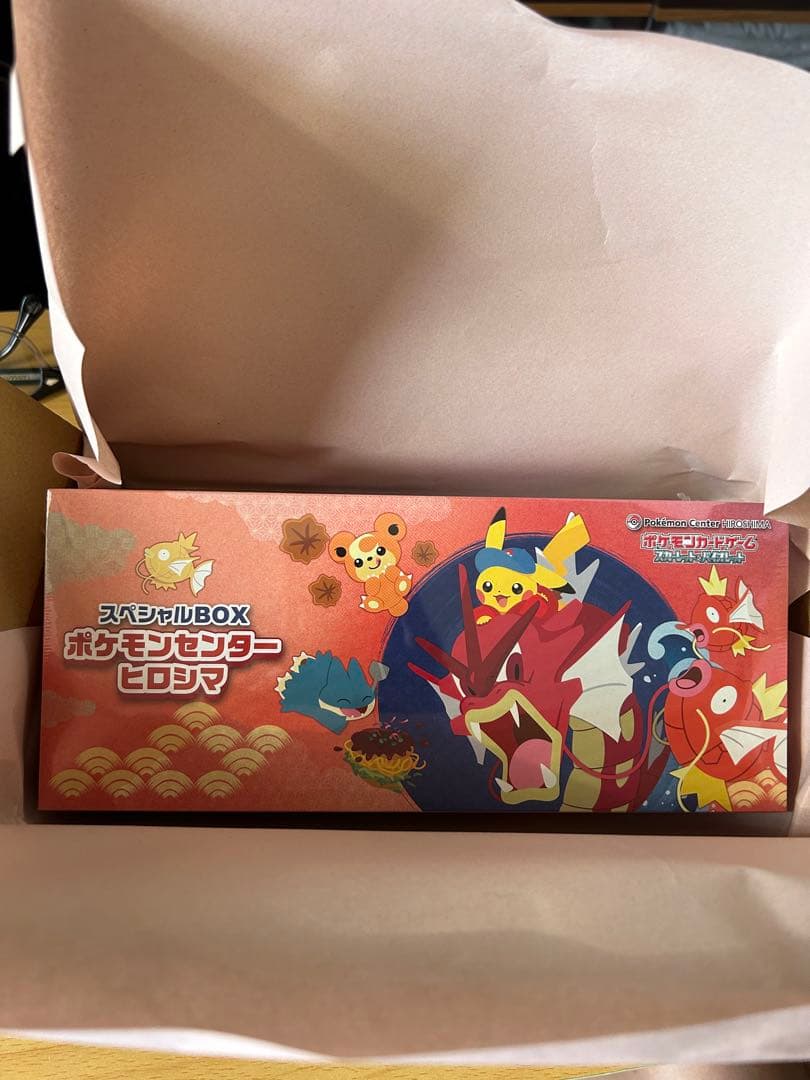 スペシャルBOX
ポケモンセンター
ヒロシマ
Pokémon Center HIROSHIMA
ポケモンカードゲーム
スカーレット&バイオレット